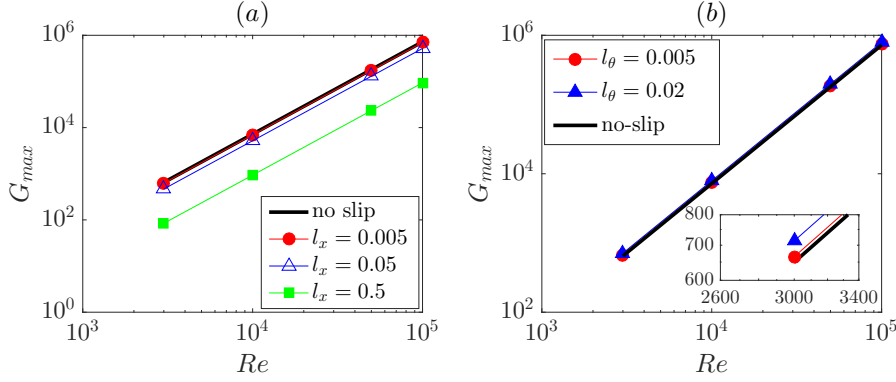 (a)
10^6
10^4
10^2
10^0
G_max
no slip
l_x = 0.005
l_x = 0.05
l_x = 0.5
10^3
10^4
10^5
Re
(b)
10^6
10^4
10^2
G_max
l_θ = 0.005
l_θ = 0.02
no-slip
800
700
600
2600
3000
3400
10^3
10^4
10^5
Re